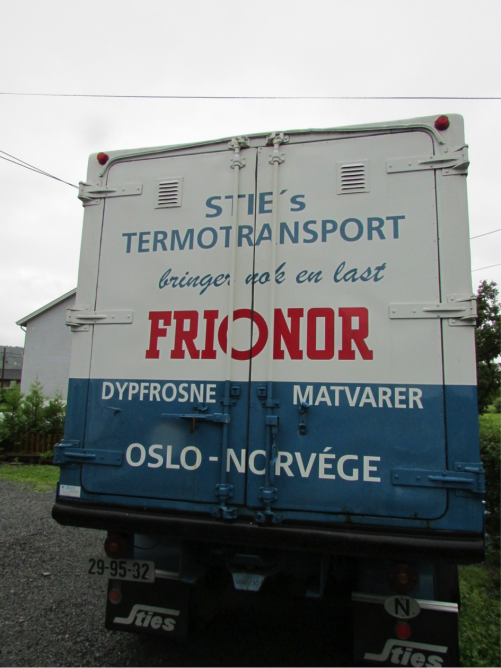 STIE´s
TERMOTRANSPORT
bringer nok en last
FRIONOR
DYPFROSNE MATVARER
OSLO - NORVÉGE
29-95-32
N
Sties
Sties